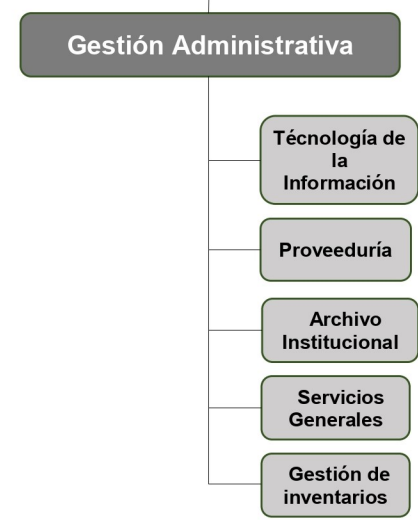 Gestión Administrativa
Técnología de
la
Información
Proveeduría
Archivo
Institucional
Servicios
Generales
Gestión de
inventarios